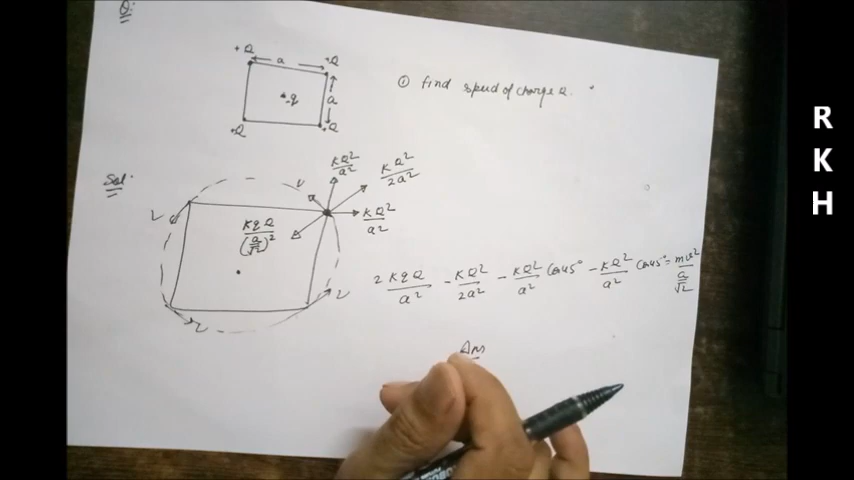 Q:
+Q a +Q
-q a
+Q +Q
① find speed of charge Q.
Sol.
KQ²/a² KQ²/2a²
v
v KQ²/a²
KqQ/(a/√2)²
2KqQ/a² - KQ²/2a² - KQ²/a² Cos45° - KQ²/a² Cos45° = mv²/(a/√2)
v
v
Ans
R
K
H